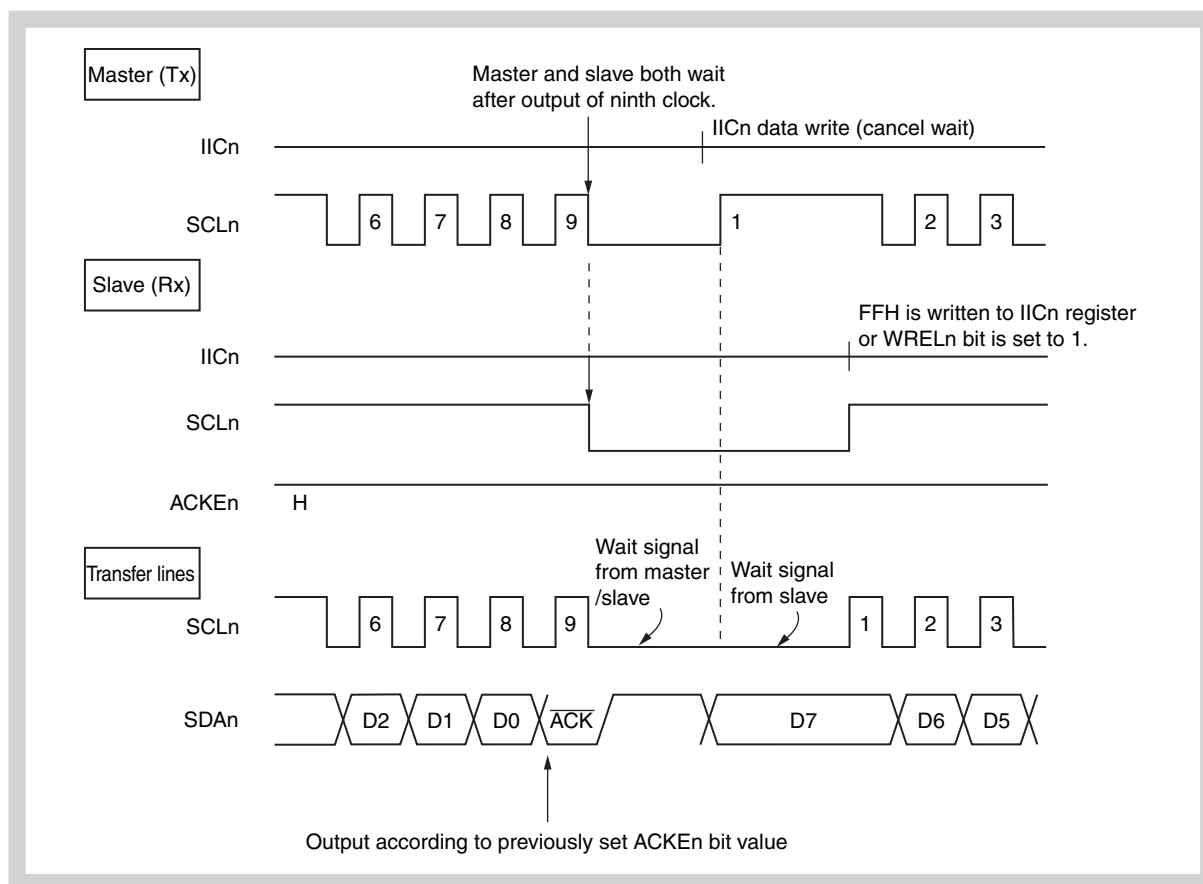 Master (Tx)
Master and slave both wait
after output of ninth clock.
IICn data write (cancel wait)
IICn
SCLn
6 7 8 9 1 2 3
Slave (Rx)
FFH is written to IICn register
or WRELn bit is set to 1.
IICn
SCLn
ACKEn H
Transfer lines
Wait signal
from master
/slave
Wait signal
from slave
SCLn
6 7 8 9 1 2 3
SDAn
D2 D1 D0 ACK D7 D6 D5
Output according to previously set ACKEn bit value